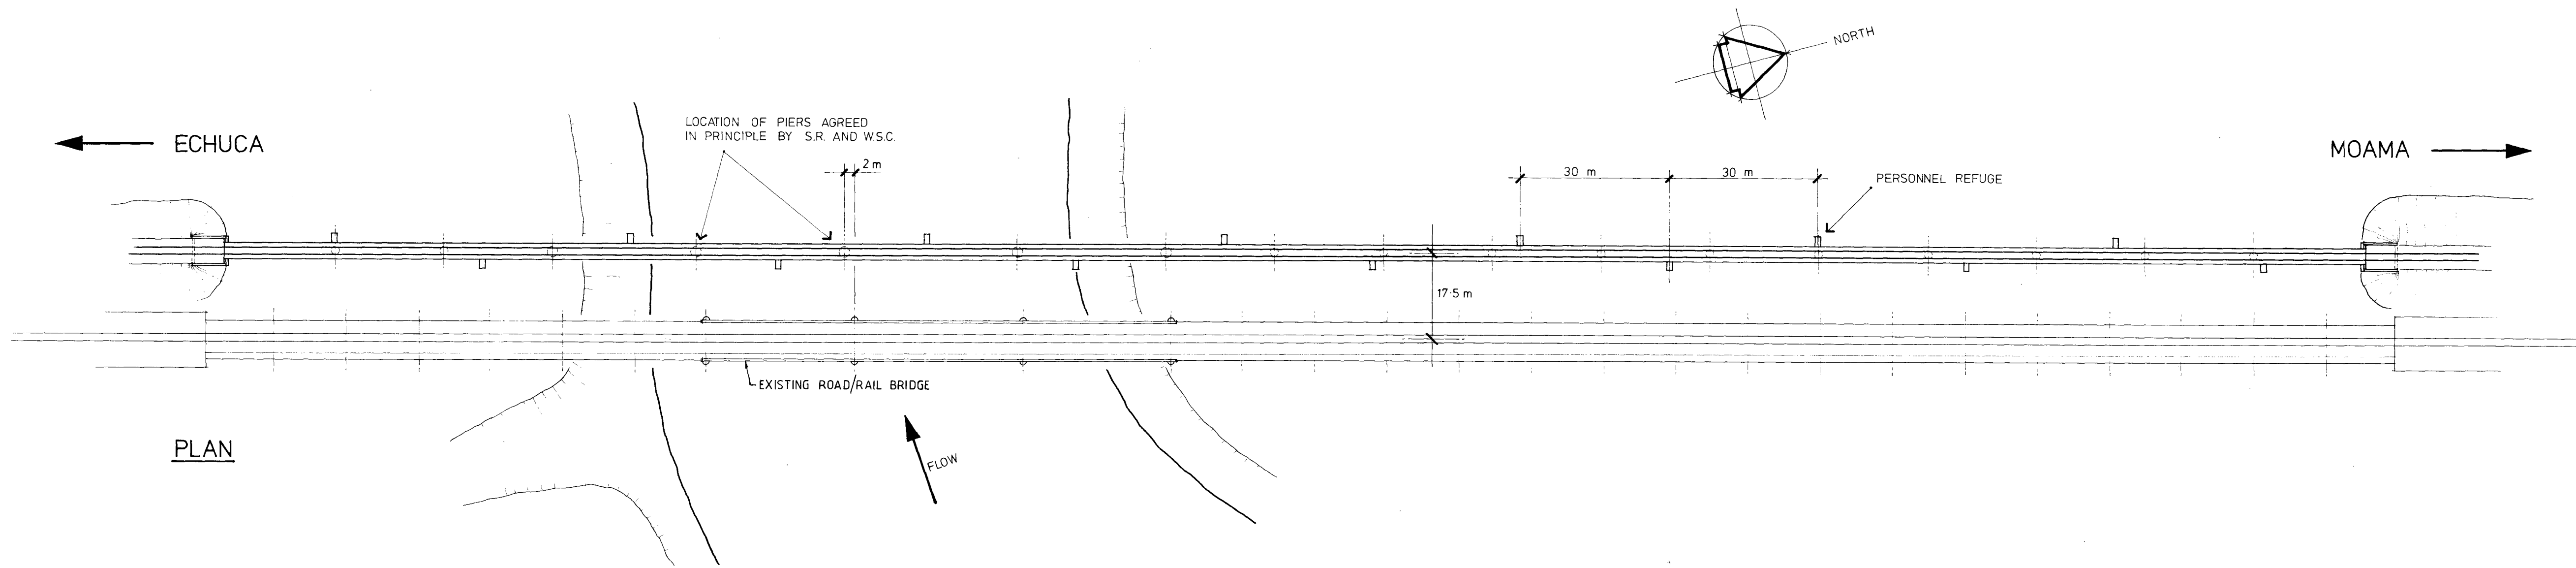 NORTH
LOCATION OF PIERS AGREED
IN PRINCIPLE BY S.R. AND W.S.C.
ECHUCA
MOAMA
2 m
30 m
30 m
PERSONNEL REFUGE
17·5 m
EXISTING ROAD/RAIL BRIDGE
PLAN
FLOW